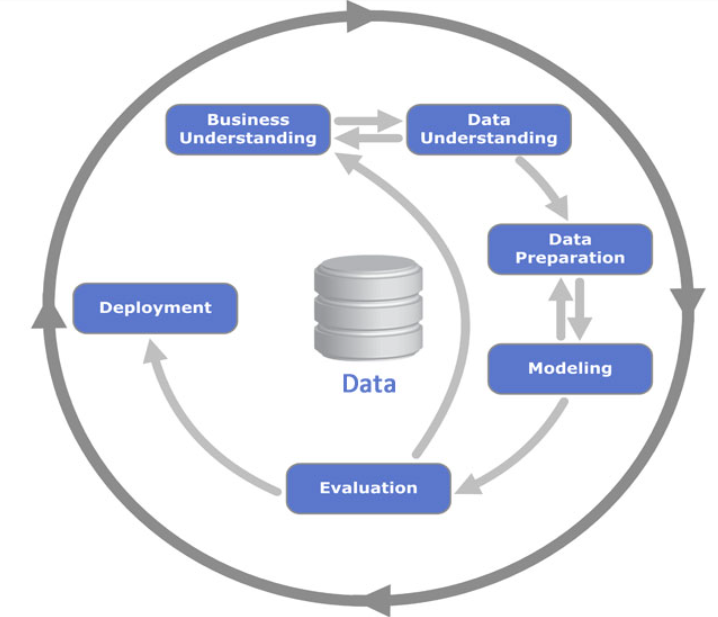 Business
Understanding
Data
Understanding
Data
Preparation
Modeling
Evaluation
Deployment
Data